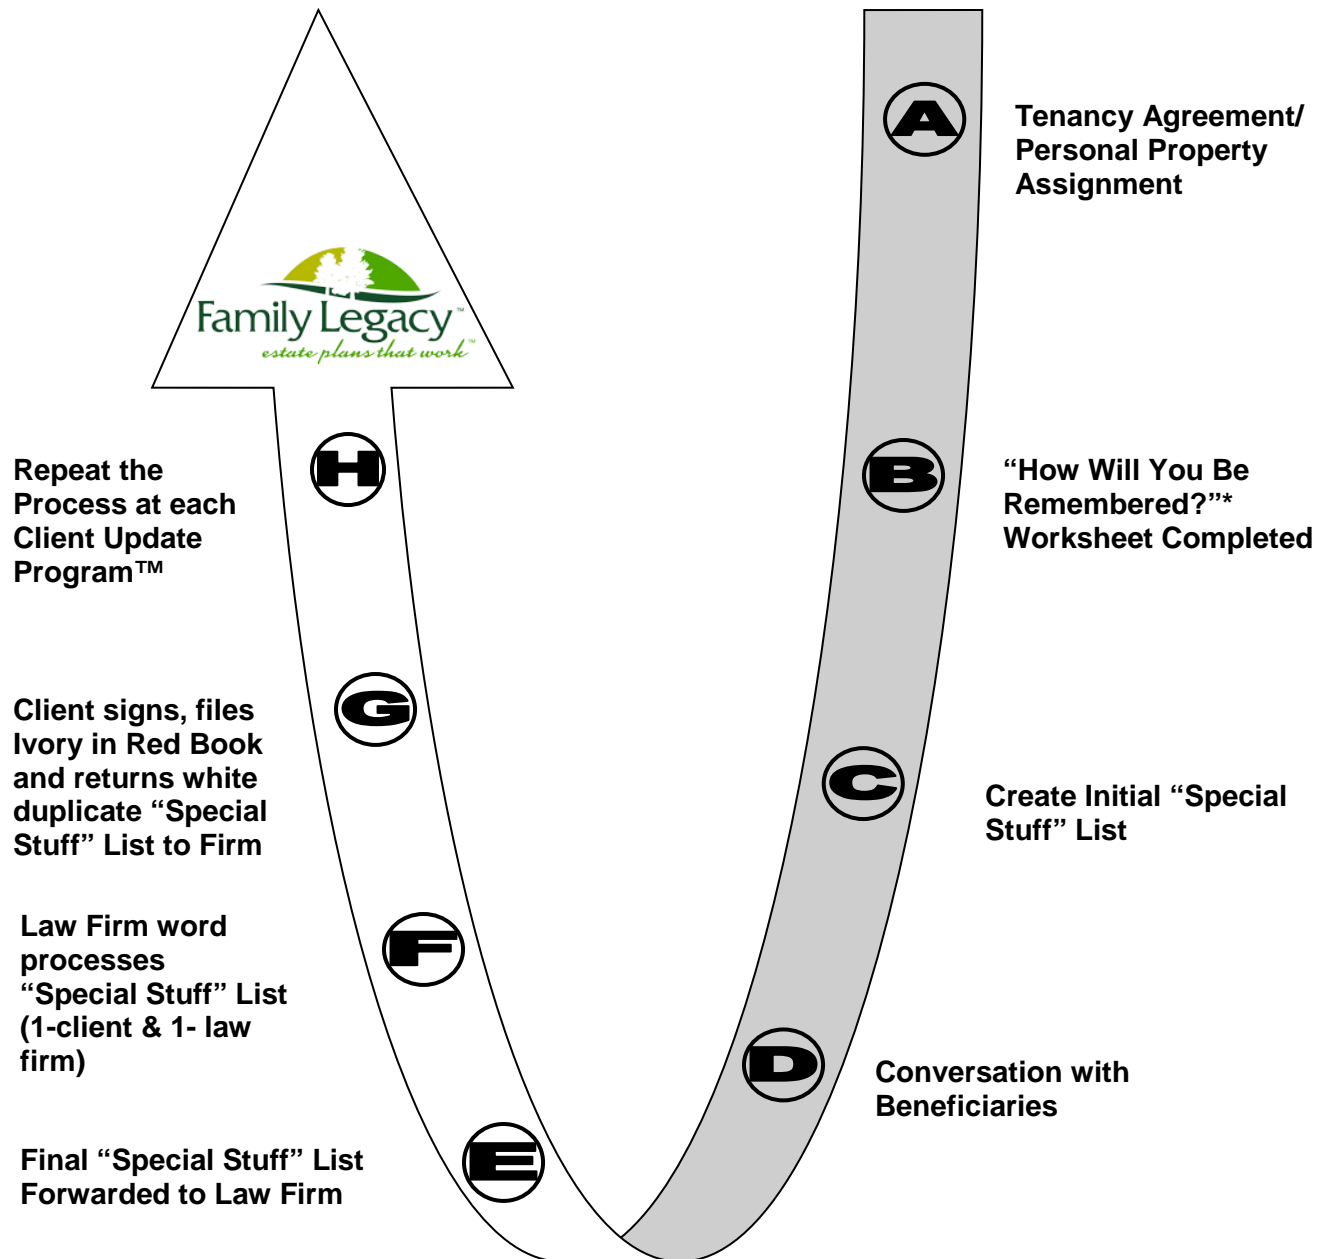 A
Tenancy Agreement/
Personal Property
Assignment
B
“How Will You Be
Remembered?”*
Worksheet Completed
C
Create Initial “Special
Stuff” List
D
Conversation with
Beneficiaries
E
Final “Special Stuff” List
Forwarded to Law Firm
F
Law Firm word
processes
“Special Stuff” List
(1-client & 1- law
firm)
G
Client signs, files
Ivory in Red Book
and returns white
duplicate “Special
Stuff” List to Firm
H
Repeat the
Process at each
Client Update
Program™
Family Legacy™
estate plans that work™